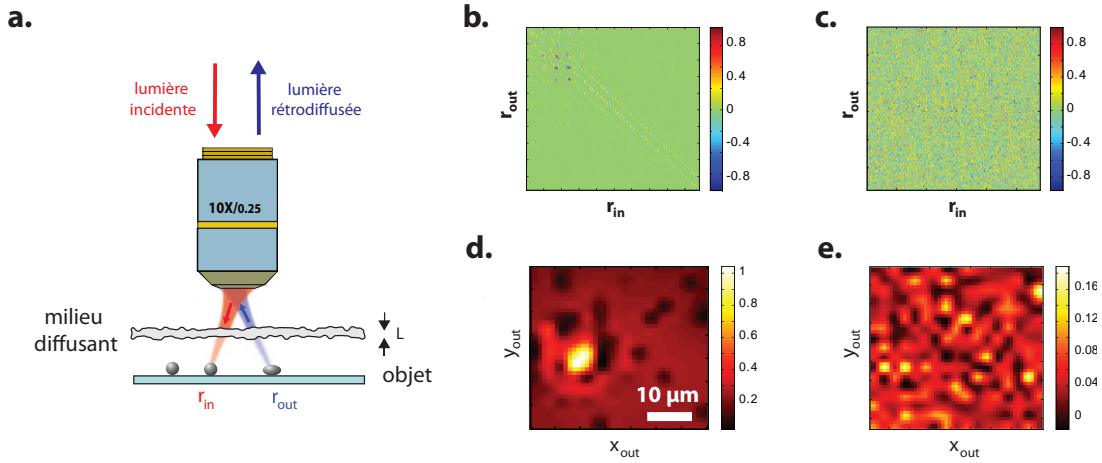 a.
lumière
incidente
lumière
rétrodiffusée
10X/0.25
milieu
diffusant
L
objet
r_in
r_out
b.
r_out
r_in
0.8
0.4
0
-0.4
-0.8
c.
r_out
r_in
0.8
0.4
0
-0.4
-0.8
d.
y_out
x_out
10 μm
1
0.8
0.6
0.4
0.2
e.
y_out
x_out
0.16
0.12
0.08
0.04
0